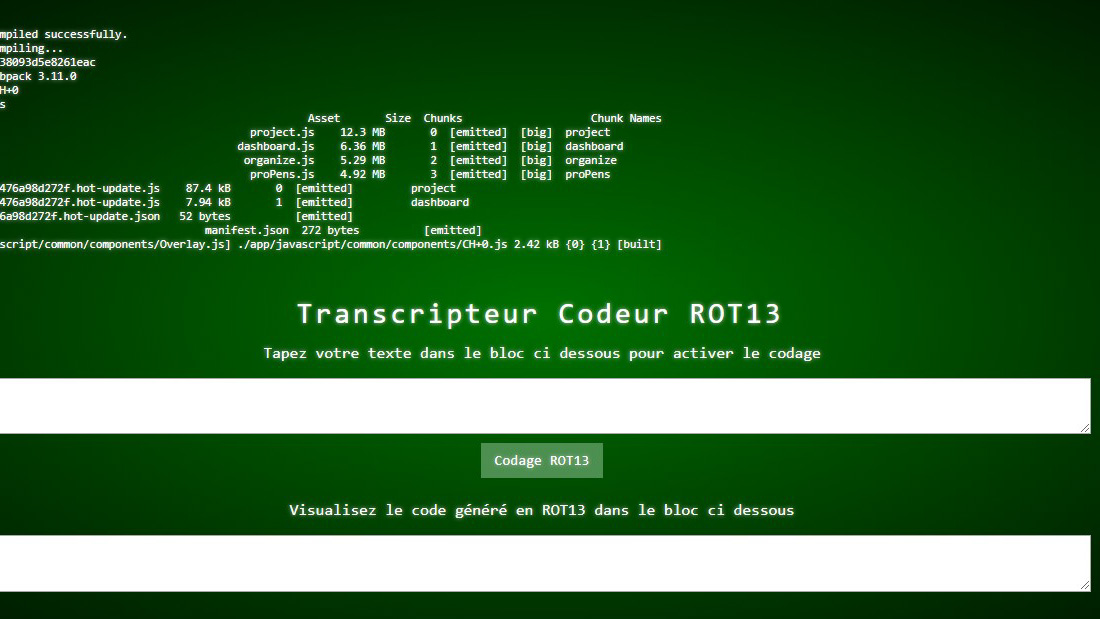 mpiled successfully.
mpiling...
38093d5e8261eac
bpack 3.11.0
H+0
s
Asset Size Chunks Chunk Names
project.js 12.3 MB 0 [emitted] [big] project
dashboard.js 6.36 MB 1 [emitted] [big] dashboard
organize.js 5.29 MB 2 [emitted] [big] organize
proPens.js 4.92 MB 3 [emitted] [big] proPens
476a98d272f.hot-update.js 87.4 kB 0 [emitted] project
476a98d272f.hot-update.js 7.94 kB 1 [emitted] dashboard
6a98d272f.hot-update.json 52 bytes [emitted]
manifest.json 272 bytes [emitted]
script/common/components/Overlay.js] ./app/javascript/common/components/CH+0.js 2.42 kB {0} {1} [built]
Transcripteur Codeur ROT13
Tapez votre texte dans le bloc ci dessous pour activer le codage
Codage ROT13
Visualisez le code généré en ROT13 dans le bloc ci dessous